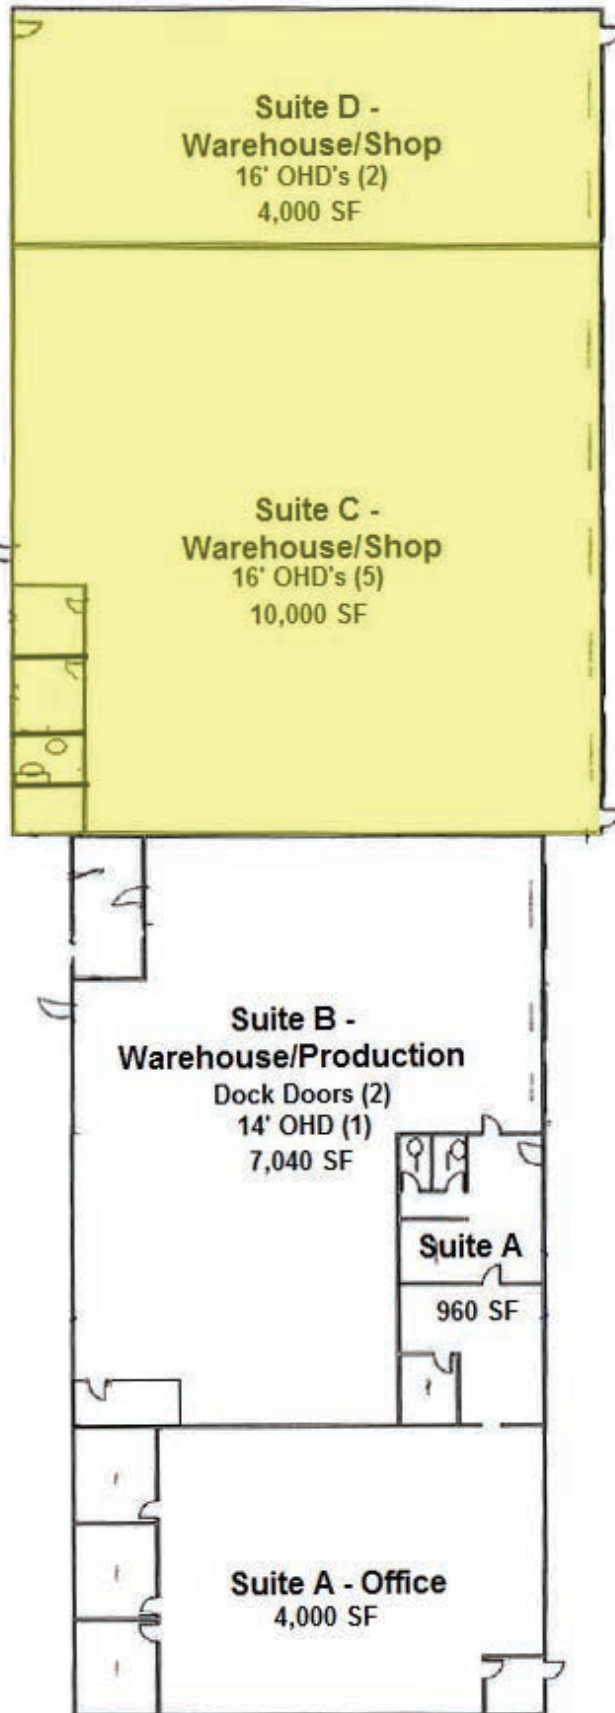 Suite D -
Warehouse/Shop
16' OHD's (2)
4,000 SF
Suite C -
Warehouse/Shop
16' OHD's (5)
10,000 SF
Suite B -
Warehouse/Production
Dock Doors (2)
14' OHD (1)
7,040 SF
Suite A
960 SF
Suite A - Office
4,000 SF